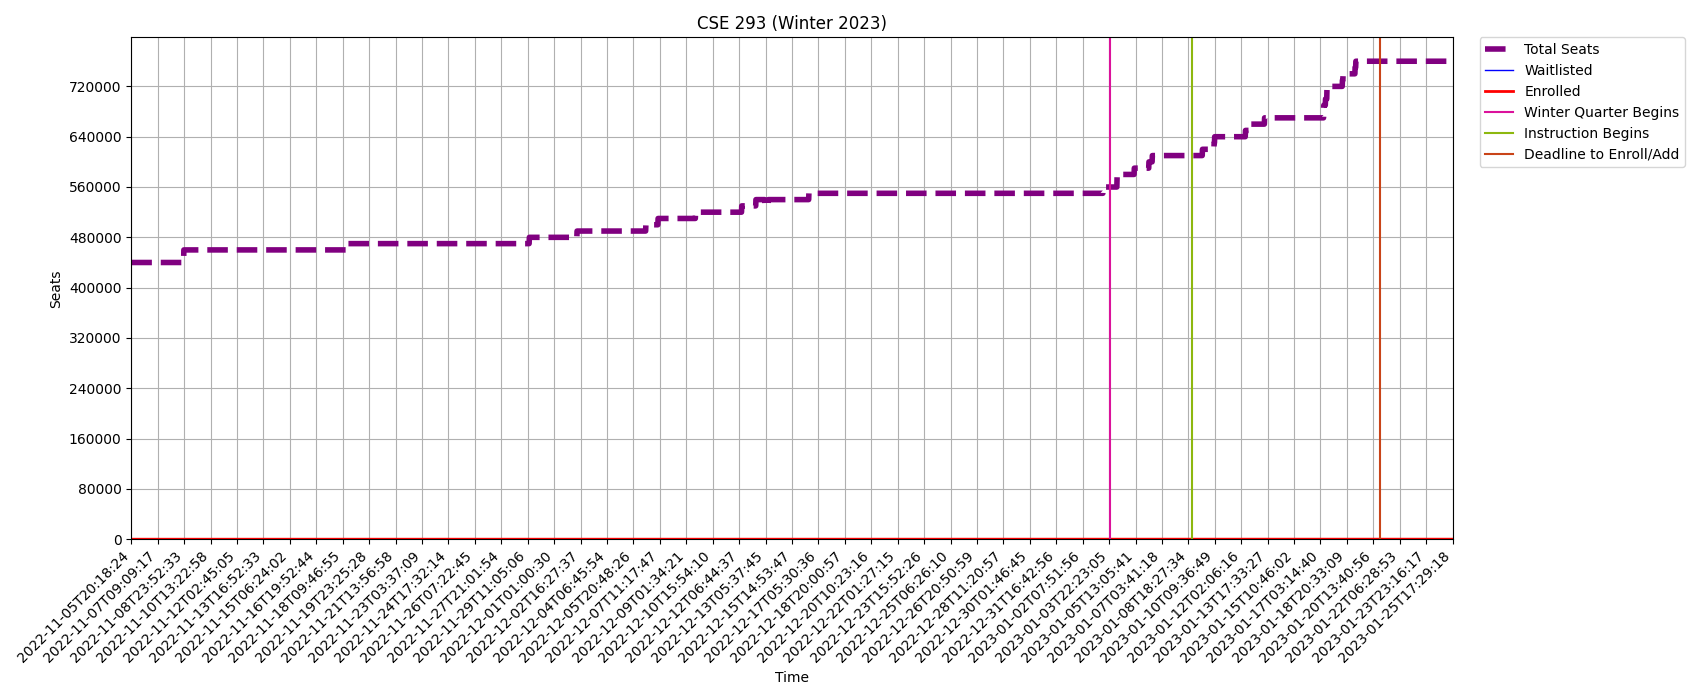 CSE 293 (Winter 2023)
Total Seats
Waitlisted
Enrolled
Winter Quarter Begins
Instruction Begins
Deadline to Enroll/Add
Seats
720000
640000
560000
480000
400000
320000
240000
160000
80000
0
2022-11-05T20:18:24
2022-11-07T09:09:17
2022-11-08T23:52:33
2022-11-10T13:22:58
2022-11-12T02:45:05
2022-11-13T16:52:33
2022-11-15T06:24:02
2022-11-16T19:52:44
2022-11-18T09:46:55
2022-11-19T23:25:28
2022-11-21T13:56:58
2022-11-23T03:37:09
2022-11-24T17:32:14
2022-11-26T07:22:45
2022-11-27T21:01:54
2022-11-29T11:05:06
2022-12-01T01:00:30
2022-12-02T16:27:37
2022-12-04T06:45:54
2022-12-05T20:48:26
2022-12-07T11:17:47
2022-12-09T01:34:21
2022-12-10T15:54:10
2022-12-12T06:44:37
2022-12-13T05:37:45
2022-12-15T14:53:47
2022-12-17T05:30:36
2022-12-18T20:00:57
2022-12-20T10:23:16
2022-12-22T01:27:15
2022-12-23T15:52:26
2022-12-25T06:26:10
2022-12-26T20:50:59
2022-12-28T11:20:57
2022-12-30T01:46:45
2022-12-31T16:42:56
2023-01-02T07:51:56
2023-01-03T22:23:05
2023-01-05T13:05:41
2023-01-07T03:41:18
2023-01-08T18:27:34
2023-01-10T09:36:49
2023-01-12T02:06:16
2023-01-13T17:33:27
2023-01-15T10:46:02
2023-01-17T03:14:40
2023-01-18T20:33:09
2023-01-20T13:40:56
2023-01-22T06:28:53
2023-01-23T23:16:17
2023-01-25T17:29:18
Time